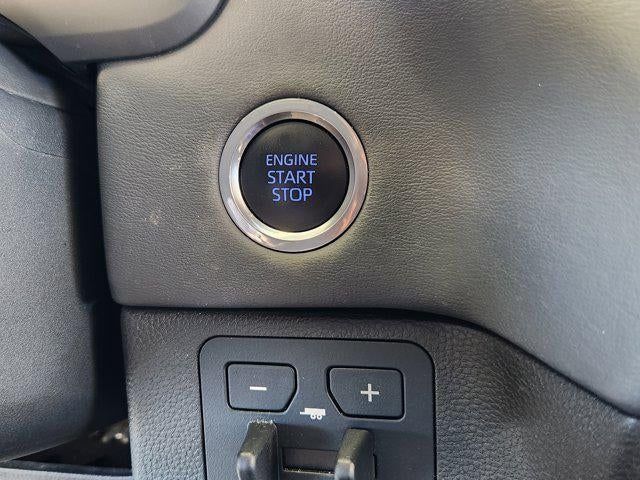 ENGINE
START
STOP
- +